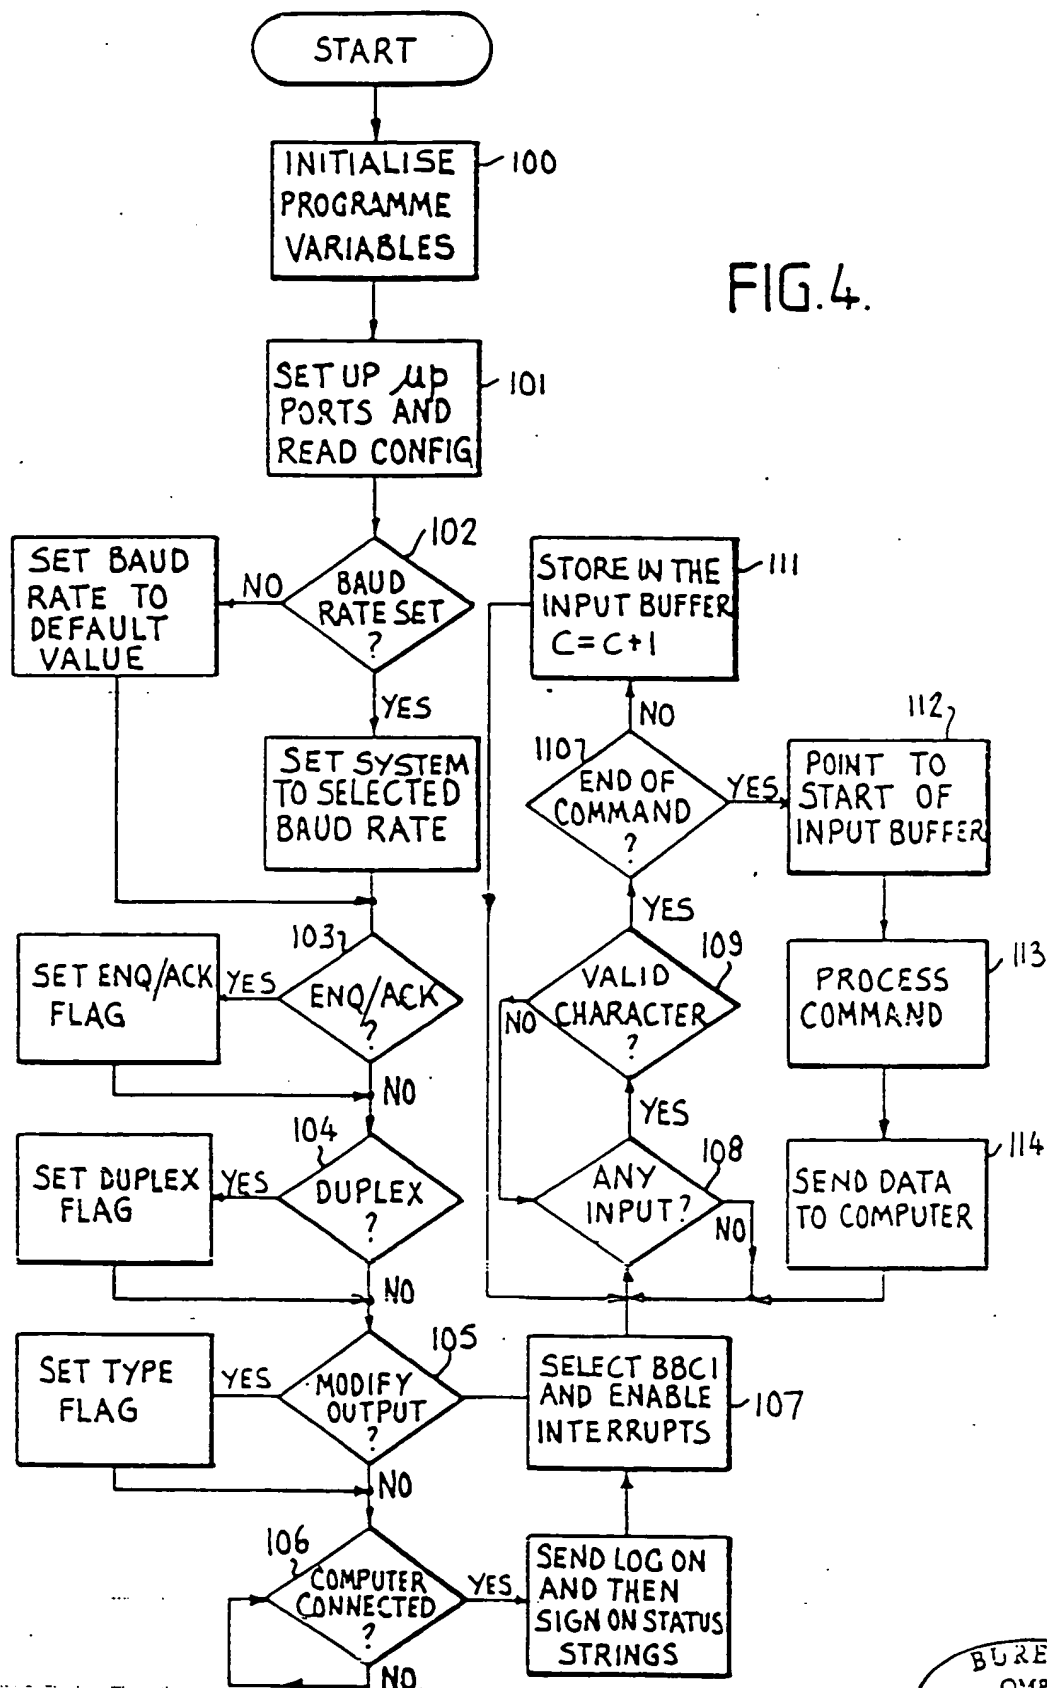 START
INITIALISE
PROGRAMME
VARIABLES
100
FIG.4.
SET UP μp
PORTS AND
READ CONFIG
101
102
BAUD
RATE SET
?
NO
YES
SET BAUD
RATE TO
DEFAULT
VALUE
SET SYSTEM
TO SELECTED
BAUD RATE
103
ENQ/ACK
?
YES
NO
SET ENQ/ACK
FLAG
104
DUPLEX
?
YES
NO
SET DUPLEX
FLAG
105
MODIFY
OUTPUT
?
YES
NO
SET TYPE
FLAG
106
COMPUTER
CONNECTED
?
YES
NO
SEND LOG ON
AND THEN
SIGN ON STATUS
STRINGS
SELECT BBC1
AND ENABLE
INTERRUPTS
107
108
ANY
INPUT?
NO
YES
109
VALID
CHARACTER
?
NO
YES
110
END OF
COMMAND
?
NO
YES
STORE IN THE
INPUT BUFFER
C=C+1
111
112
POINT TO
START OF
INPUT BUFFER
113
PROCESS
COMMAND
114
SEND DATA
TO COMPUTER